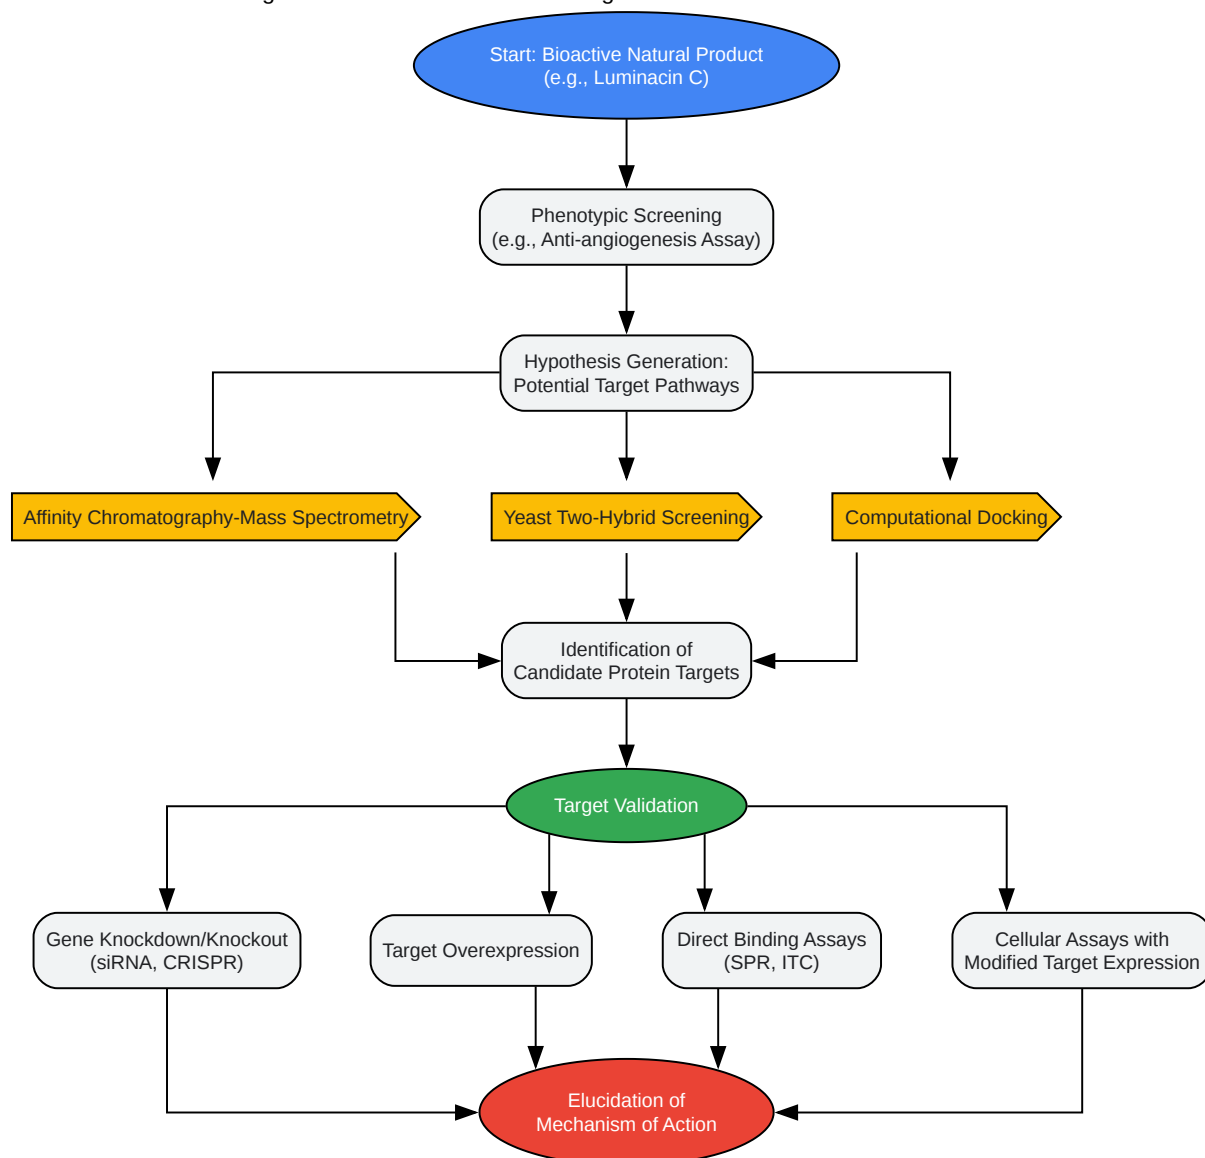 Start: Bioactive Natural Product
(e.g., Luminacin C)
Phenotypic Screening
(e.g., Anti-angiogenesis Assay)
Hypothesis Generation:
Potential Target Pathways
Affinity Chromatography-Mass Spectrometry
Yeast Two-Hybrid Screening
Computational Docking
Identification of
Candidate Protein Targets
Target Validation
Gene Knockdown/Knockout
(siRNA, CRISPR)
Target Overexpression
Direct Binding Assays
(SPR, ITC)
Cellular Assays with
Modified Target Expression
Elucidation of
Mechanism of Action